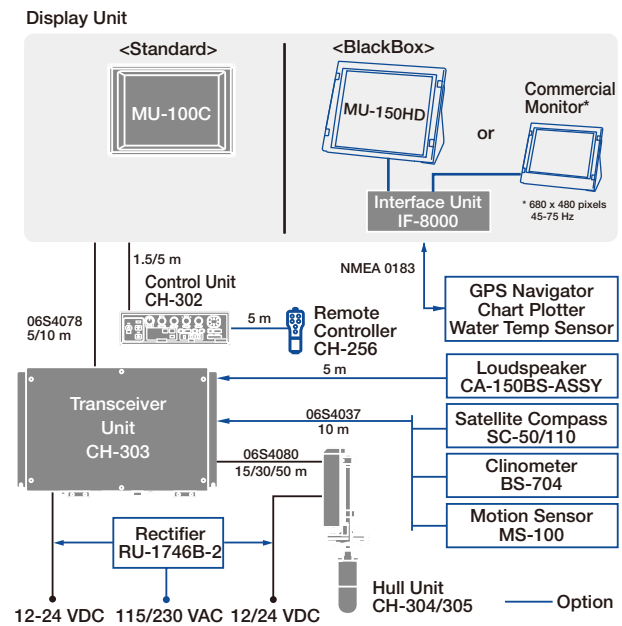 Display Unit
<Standard>
<BlackBox>
MU-100C
MU-150HD
or
Commercial
Monitor*
* 680 x 480 pixels
45-75 Hz
Interface Unit
IF-8000
1.5/5 m
NMEA 0183
Control Unit
CH-302
5 m
Remote
Controller
CH-256
GPS Navigator
Chart Plotter
Water Temp Sensor
06S4078
5/10 m
5 m
Loudspeaker
CA-150BS-ASSY
Transceiver
Unit
CH-303
06S4037
10 m
Satellite Compass
SC-50/110
06S4080
15/30/50 m
Clinometer
BS-704
Motion Sensor
MS-100
Rectifier
RU-1746B-2
Hull Unit
CH-304/305
Option
12-24 VDC
115/230 VAC
12/24 VDC